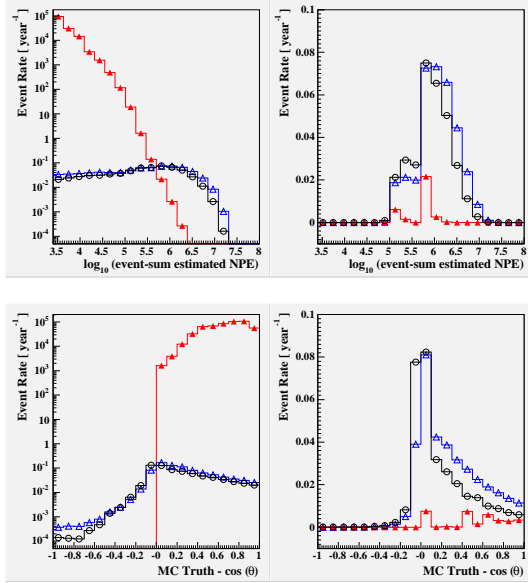 Event Rate [ year⁻¹ ]
10⁵
10⁴
10³
10²
10
1
10⁻¹
10⁻²
10⁻³
10⁻⁴
3.5 4 4.5 5 5.5 6 6.5 7 7.5 8
log₁₀ (event-sum estimated NPE)
Event Rate [ year⁻¹ ]
0.1
0.08
0.06
0.04
0.02
0
3.5 4 4.5 5 5.5 6 6.5 7 7.5 8
log₁₀ (event-sum estimated NPE)
Event Rate [ year⁻¹ ]
10⁵
10⁴
10³
10²
10
1
10⁻¹
10⁻²
10⁻³
10⁻⁴
-1 -0.8 -0.6 -0.4 -0.2 -0 0.2 0.4 0.6 0.8 1
MC Truth - cos (θ)
Event Rate [ year⁻¹ ]
0.1
0.08
0.06
0.04
0.02
0
-1 -0.8 -0.6 -0.4 -0.2 -0 0.2 0.4 0.6 0.8 1
MC Truth - cos (θ)